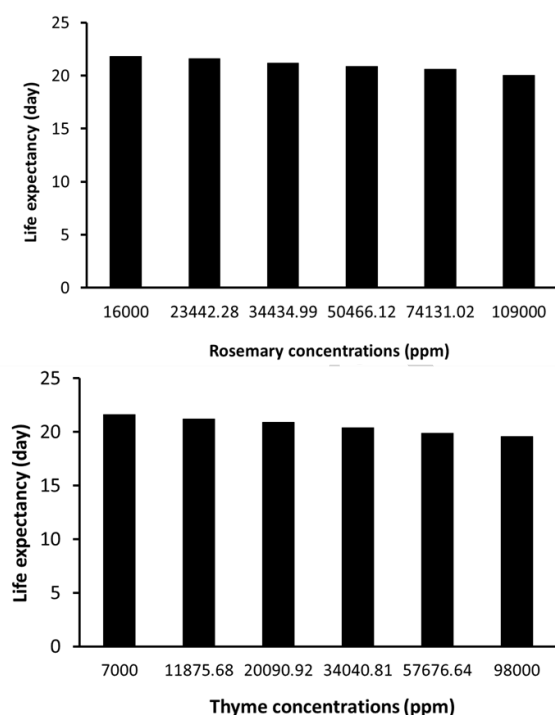 25
20
15
10
5
0
Life expectancy (day)
16000 23442.28 34434.99 50466.12 74131.02 109000
Rosemary concentrations (ppm)
25
20
15
10
5
0
Life expectancy (day)
7000 11875.68 20090.92 34040.81 57676.64 98000
Thyme concentrations (ppm)